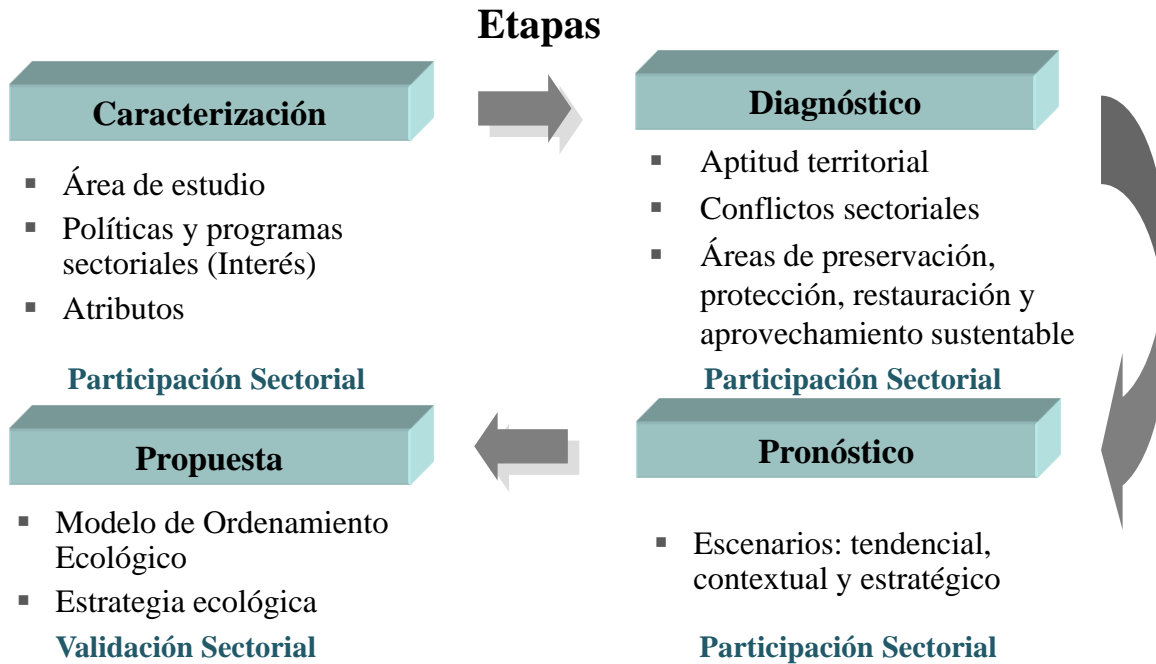 Etapas
Caracterización
▪ Área de estudio
▪ Políticas y programas
sectoriales (Interés)
▪ Atributos
Participación Sectorial
Diagnóstico
▪ Aptitud territorial
▪ Conflictos sectoriales
▪ Áreas de preservación,
protección, restauración y
aprovechamiento sustentable
Participación Sectorial
Pronóstico
▪ Escenarios: tendencial,
contextual y estratégico
Participación Sectorial
Propuesta
▪ Modelo de Ordenamiento
Ecológico
▪ Estrategia ecológica
Validación Sectorial